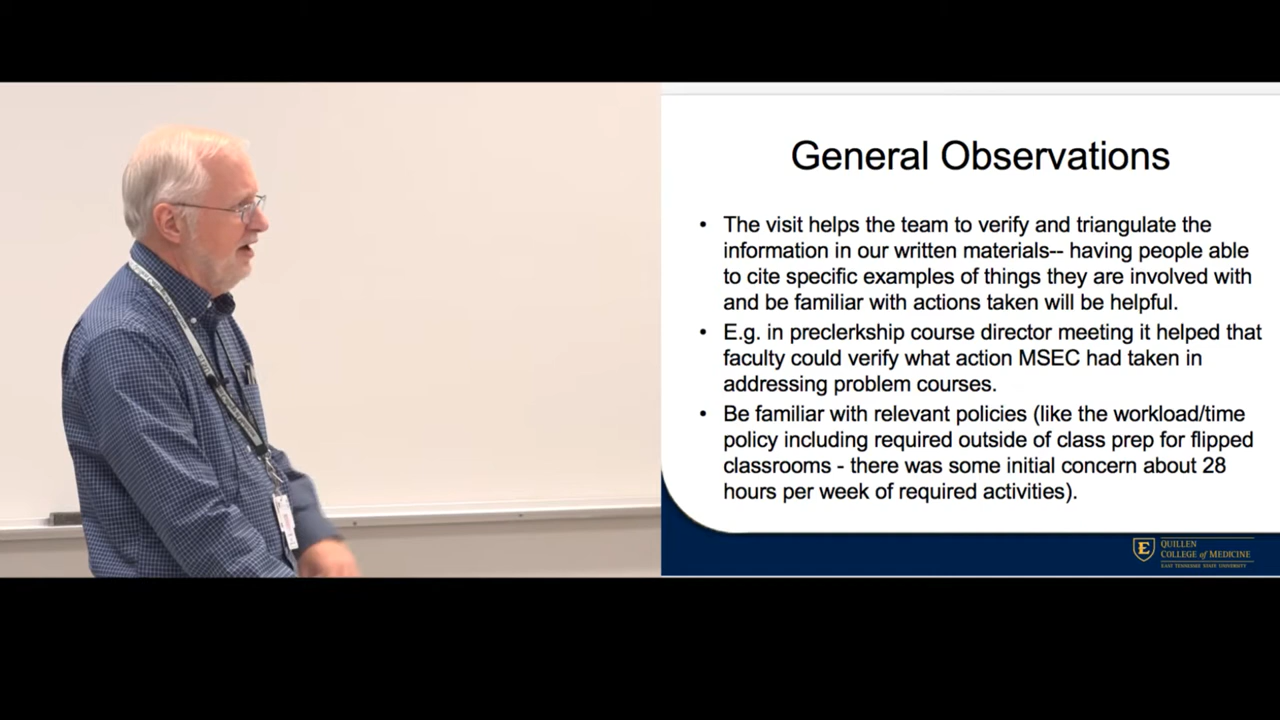 General Observations
• The visit helps the team to verify and triangulate the
information in our written materials-- having people able
to cite specific examples of things they are involved with
and be familiar with actions taken will be helpful.
• E.g. in preclerkship course director meeting it helped that
faculty could verify what action MSEC had taken in
addressing problem courses.
• Be familiar with relevant policies (like the workload/time
policy including required outside of class prep for flipped
classrooms - there was some initial concern about 28
hours per week of required activities).
E
QUILLEN
COLLEGE of MEDICINE
EAST TENNESSEE STATE UNIVERSITY